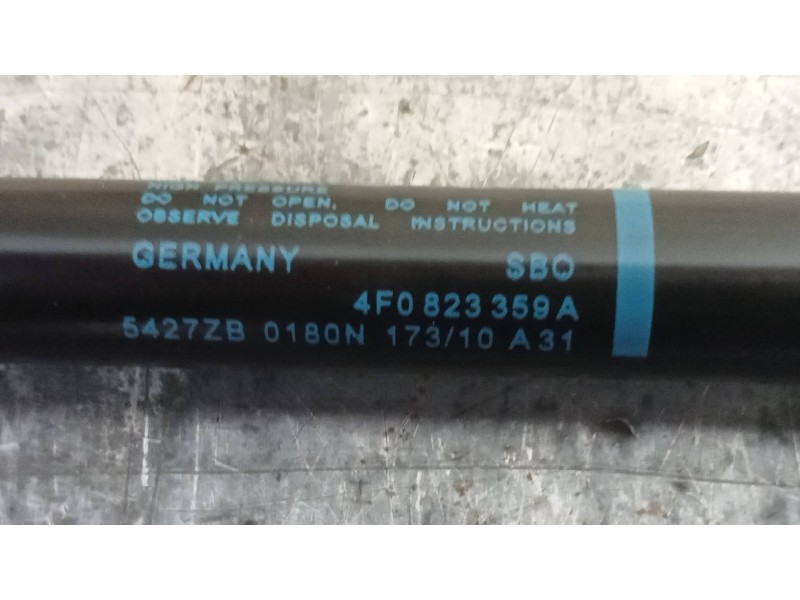 HIGH PRESSURE
DO NOT OPEN, DO NOT HEAT
OBSERVE DISPOSAL INSTRUCTIONS
GERMANY SBO
4F0 823 359 A
5427ZB 0180N 173/10 A31